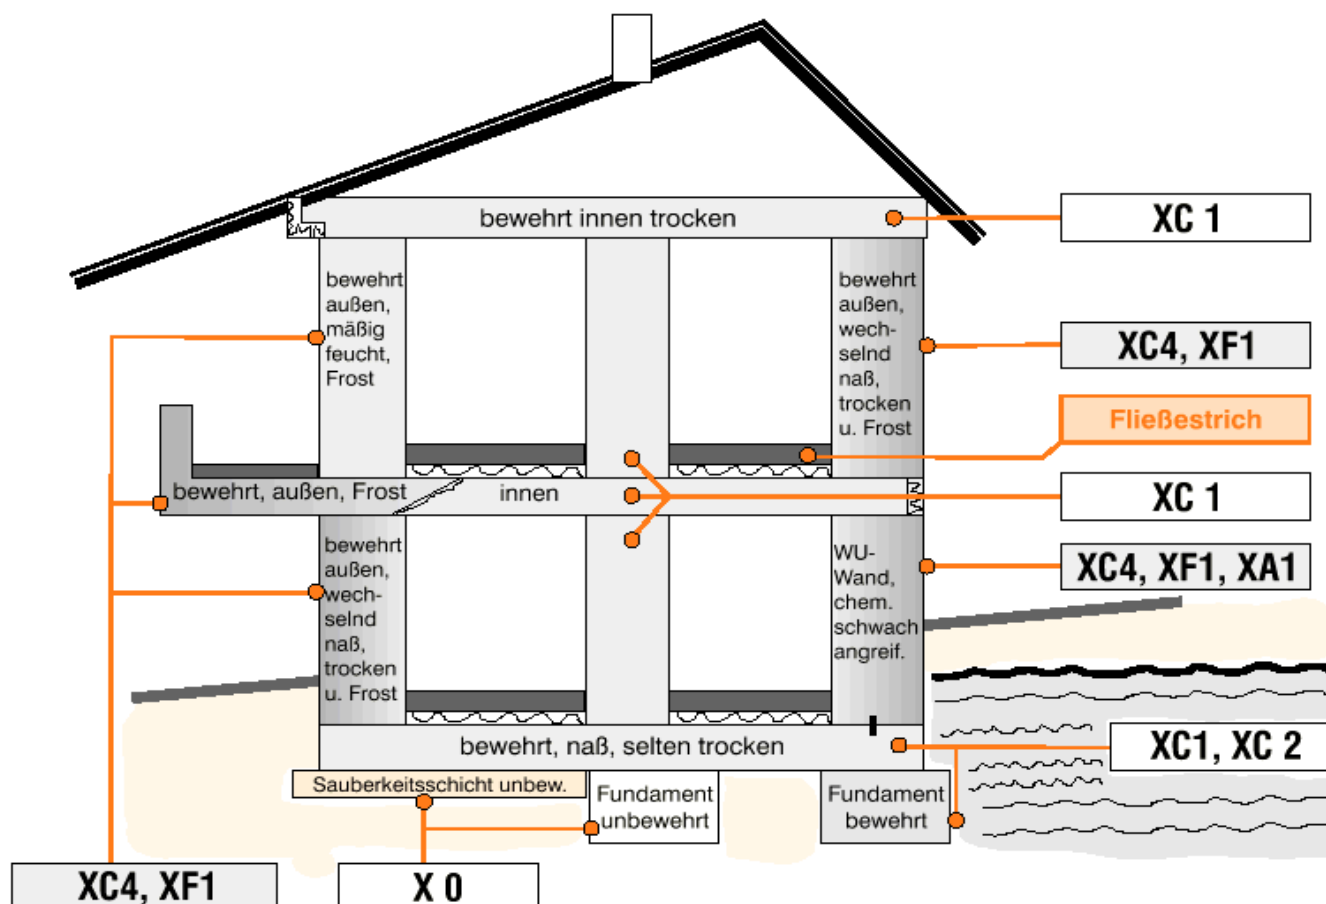 bewehrt innen trocken
XC 1
bewehrt
außen,
mäßig
feucht,
Frost
bewehrt
außen,
wech-
selnd
naß,
trocken
u. Frost
XC4, XF1
Fließestrich
bewehrt, außen, Frost
innen
XC 1
bewehrt
außen,
wech-
selnd
naß,
trocken
u. Frost
WU-
Wand,
chem.
schwach
angreif.
XC4, XF1, XA1
bewehrt, naß, selten trocken
XC1, XC 2
Sauberkeitsschicht unbew.
Fundament
unbewehrt
Fundament
bewehrt
XC4, XF1
X 0